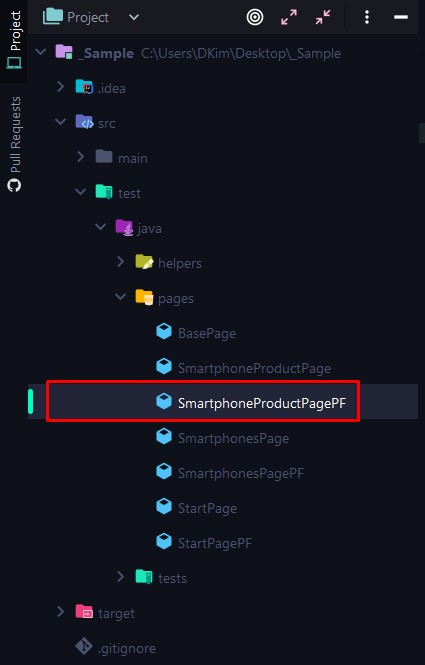 Project
Pull Requests
Project
_Sample C:\Users\DKim\Desktop\_Sample
.idea
src
main
test
java
helpers
pages
BasePage
SmartphoneProductPage
SmartphoneProductPagePF
SmartphonesPage
SmartphonesPagePF
StartPage
StartPagePF
tests
target
.gitignore